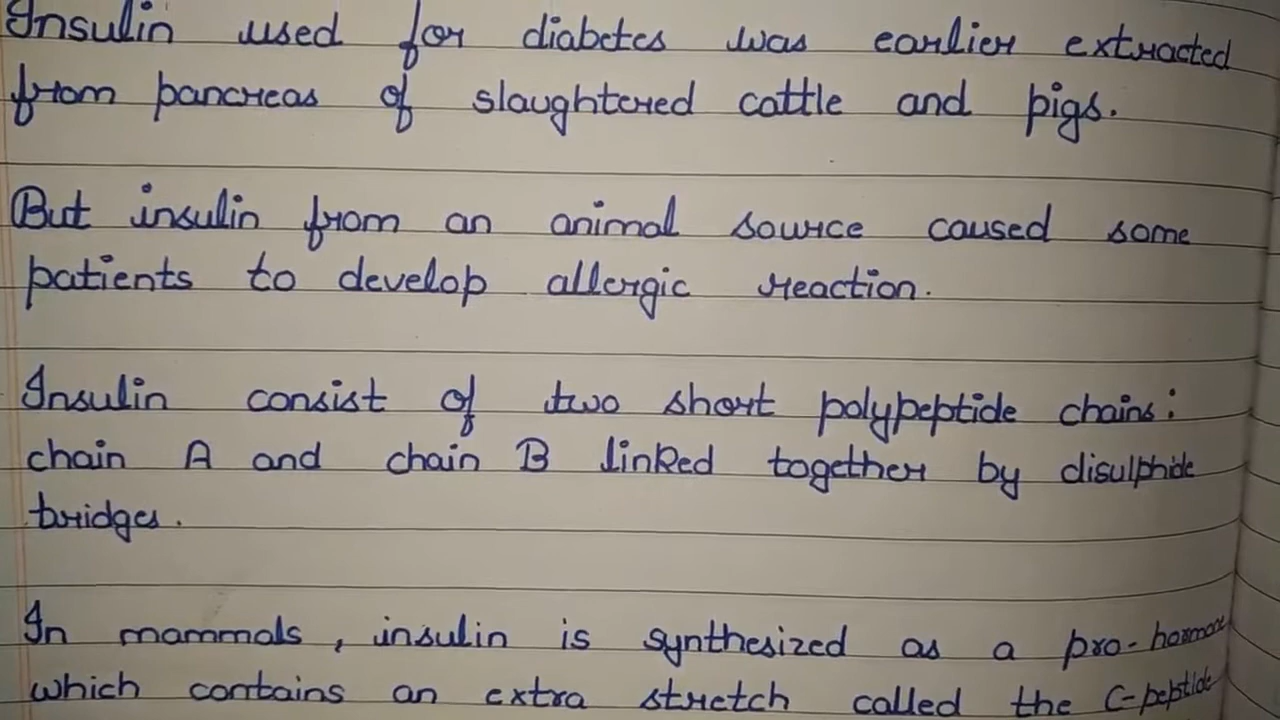 Insulin used for diabetes was earlier extracted
from pancreas of slaughtered cattle and pigs.
But insulin from an animal source caused some
patients to develop allergic reaction.
Insulin consist of two short polypeptide chains:
chain A and chain B linked together by disulphide
bridges.
In mammals, insulin is synthesized as a pro-hormone
which contains an extra stretch called the C-peptide